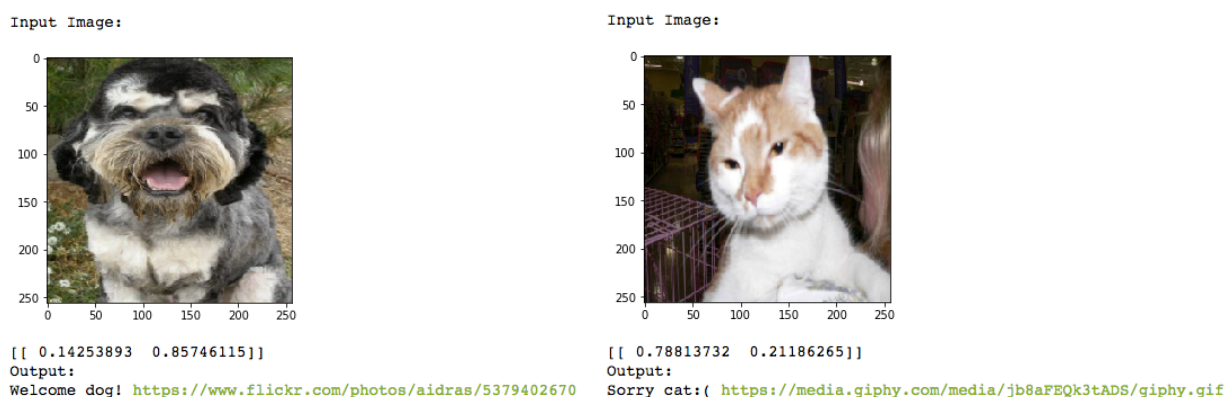 Input Image:
0
50
100
150
200
250
0 50 100 150 200 250
[[ 0.14253893 0.85746115]]
Output:
Welcome dog! https://www.flickr.com/photos/aidras/5379402670
Input Image:
0
50
100
150
200
250
0 50 100 150 200 250
[[ 0.78813732 0.21186265]]
Output:
Sorry cat:( https://media.giphy.com/media/jb8aFEQk3tADS/giphy.gif